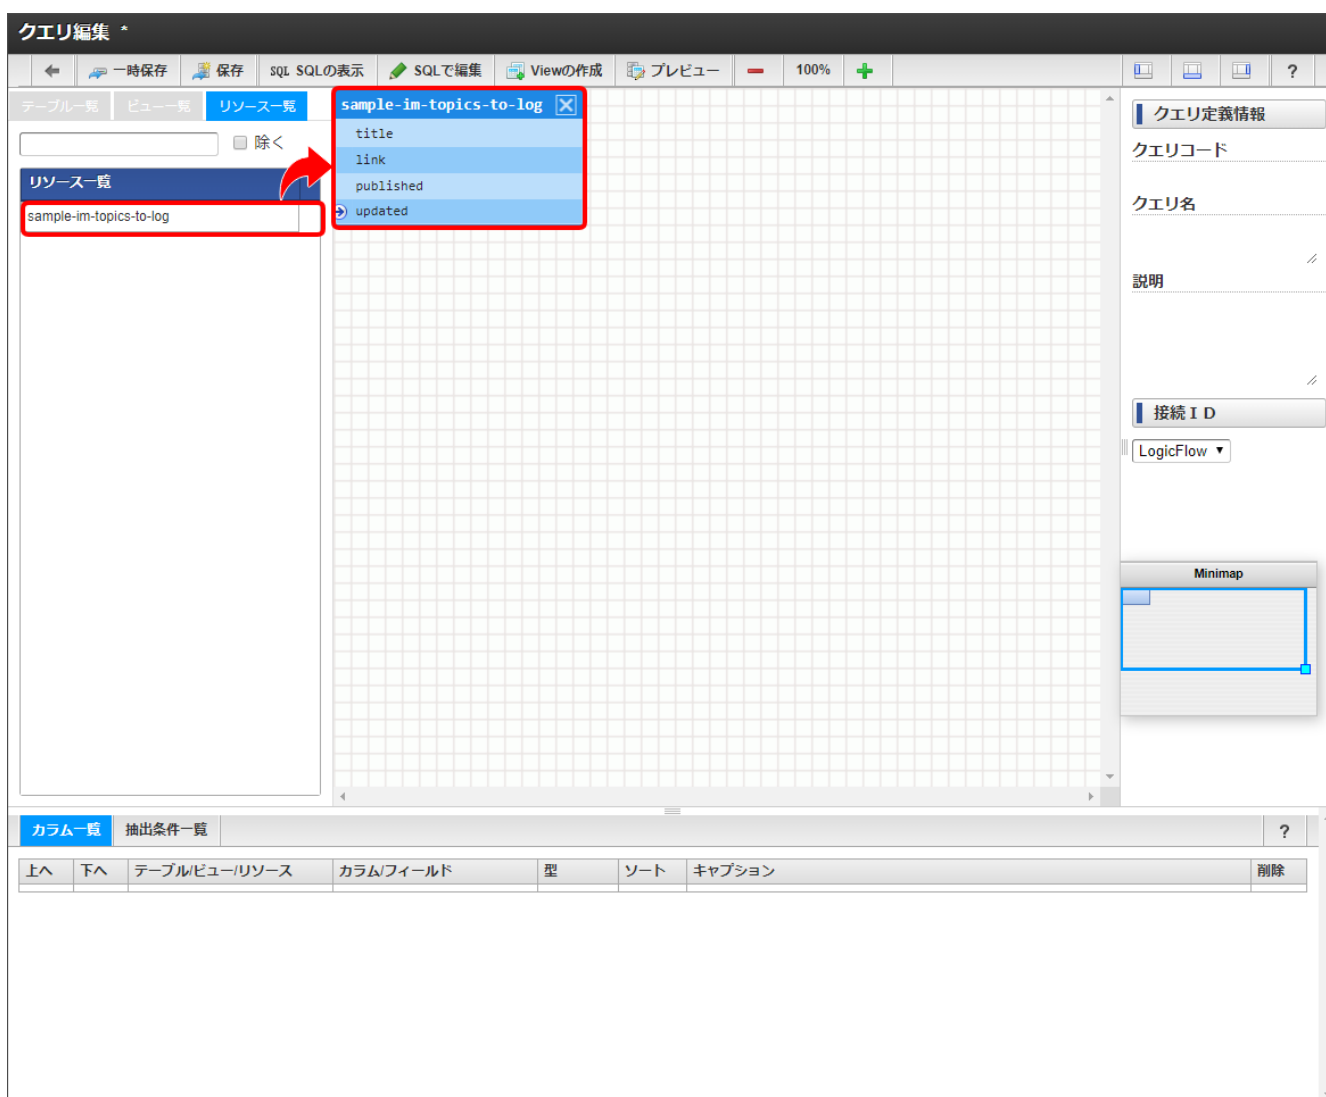 クエリ編集 *
一時保存 保存 SQL SQLの表示 SQLで編集 Viewの作成 プレビュー 100% ?
テーブル一覧 ビュー一覧 リソース一覧
除く
リソース一覧
sample-im-topics-to-log
sample-im-topics-to-log
title
link
published
updated
クエリ定義情報
クエリコード
クエリ名
説明
接続ＩＤ
LogicFlow
Minimap
カラム一覧 抽出条件一覧 ?
上へ 下へ テーブル/ビュー/リソース カラム/フィールド 型 ソート キャプション 削除